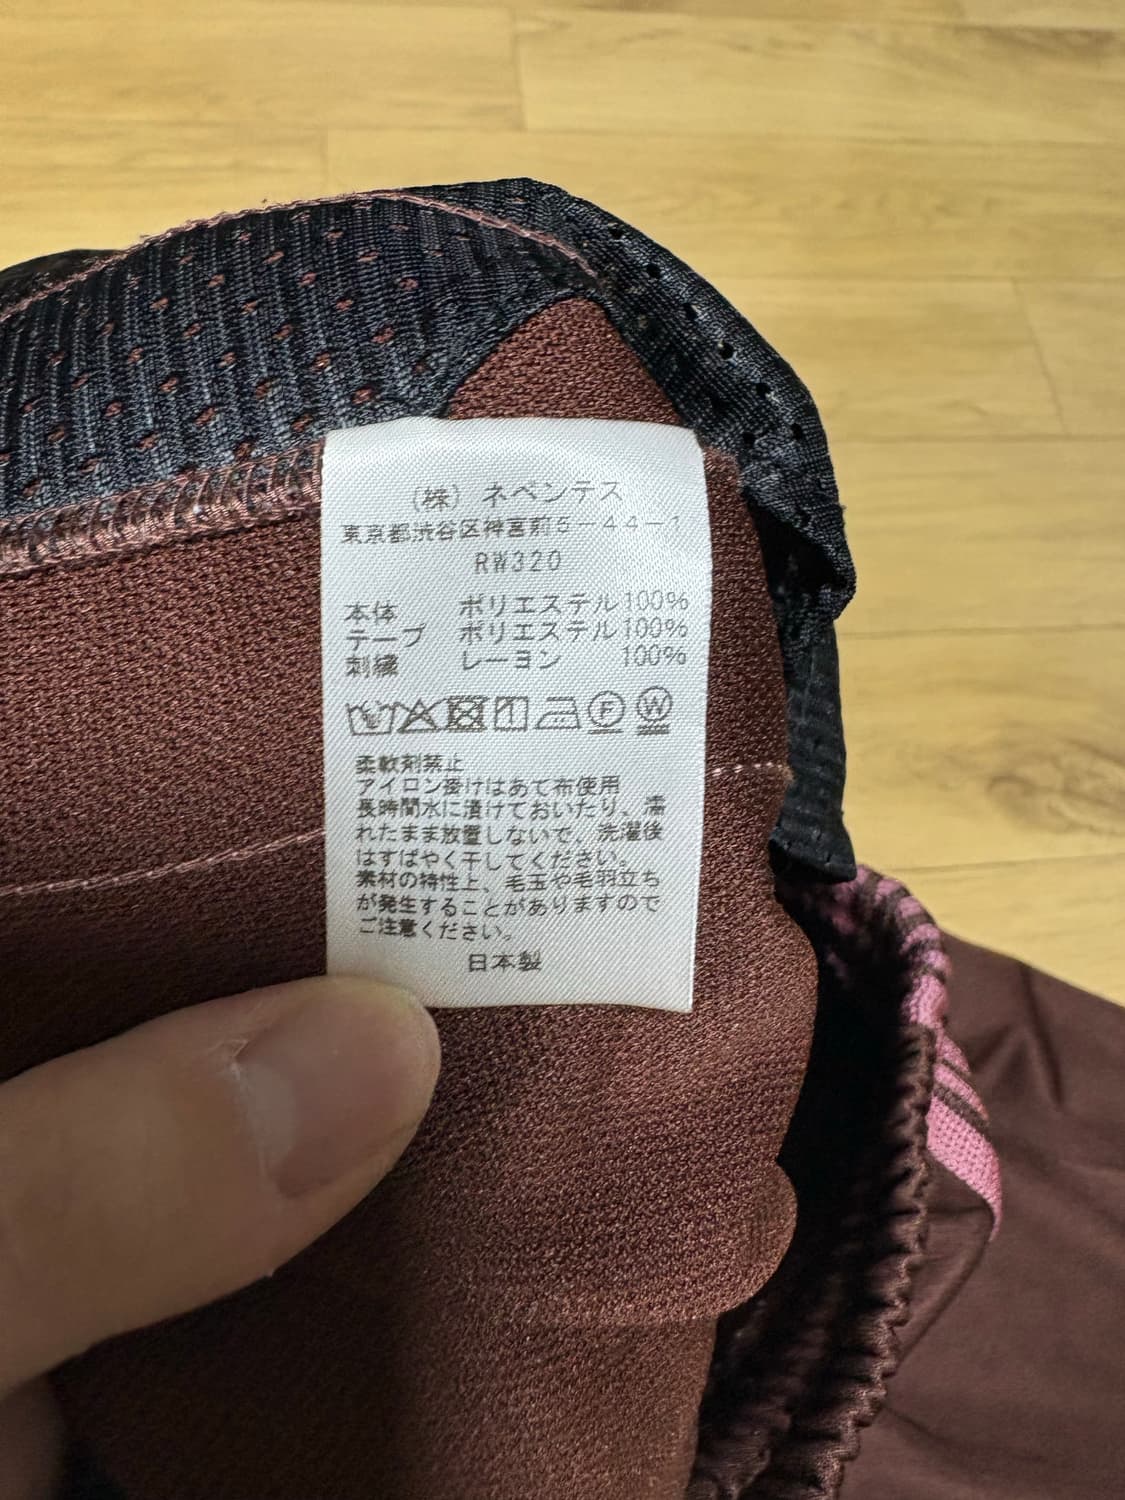 (株) ネペンテス
東京都渋谷区神宮前5-44-1
RW320
本体 ポリエステル100%
テープ ポリエステル100%
刺繍 レーヨン 100%
F W
柔軟剤禁止
アイロン掛けはあて布使用
長時間水に漬けておいたり、濡
れたまま放置しないで、洗濯後
はすばやく干してください。
素材の特性上、毛玉や毛羽立ち
が発生することがありますので
ご注意ください。
日本製